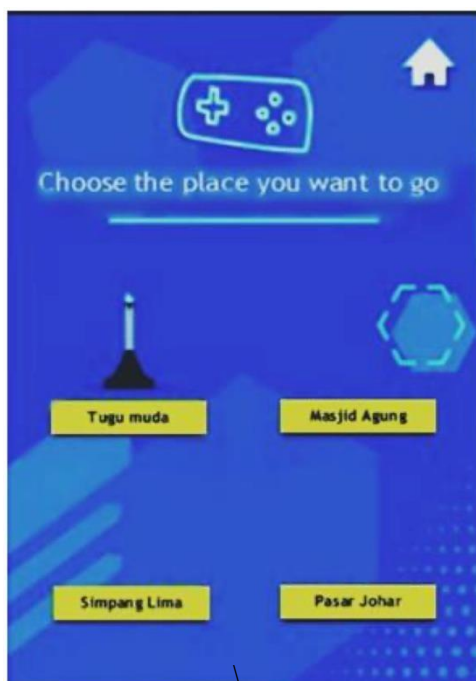 Choose the place you want to go
Tugu muda
Masjid Agung
Simpang Lima
Pasar Johar